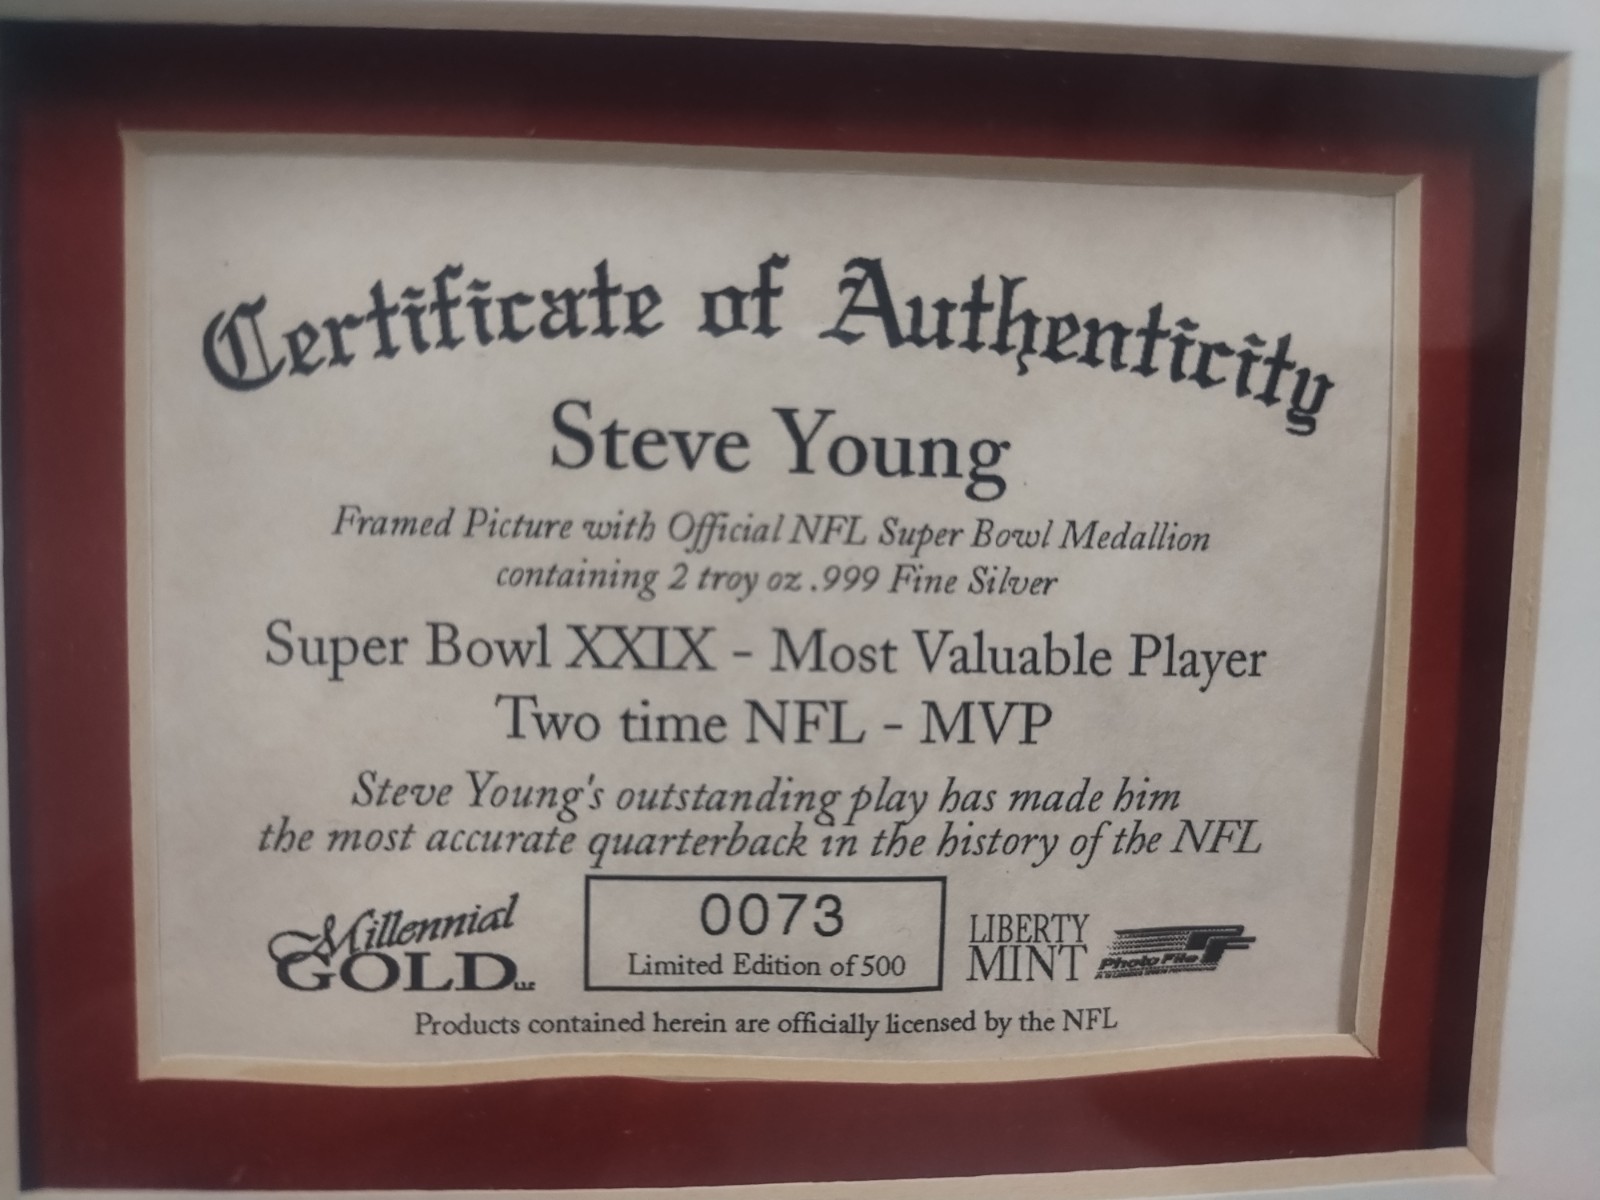 Certificate of Authenticity
Steve Young
Framed Picture with Official NFL Super Bowl Medallion
containing 2 troy oz .999 Fine Silver
Super Bowl XXIX - Most Valuable Player
Two time NFL - MVP
Steve Young's outstanding play has made him
the most accurate quarterback in the history of the NFL
Millennial
GOLD LLC
0073
Limited Edition of 500
LIBERTY
MINT
Photo File
Products contained herein are officially licensed by the NFL